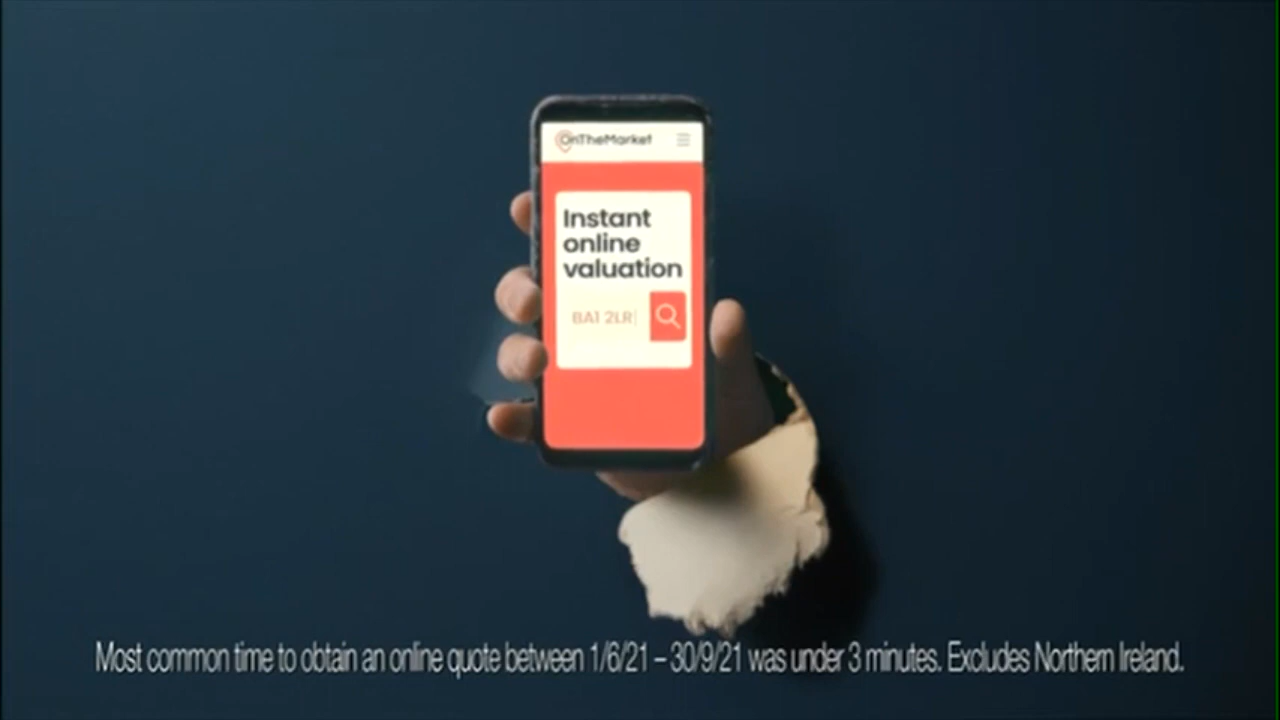 OnTheMarket
Instant
online
valuation
BA1 2LR
Most common time to obtain an online quote between 1/6/21 – 30/9/21 was under 3 minutes. Excludes Northern Ireland.